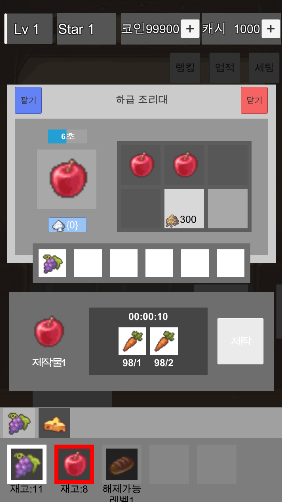 Lv 1
Star 1
코인99900
+
캐시 1000
+
랭킹
업적
세팅
팔기
하급 조리대
닫기
6초
{0}
300
00:00:10
제작물1
98/1
98/2
제작
재고:11
재고:8
해제가능
레벨1